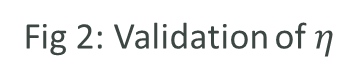 Fig 2: Validation of η